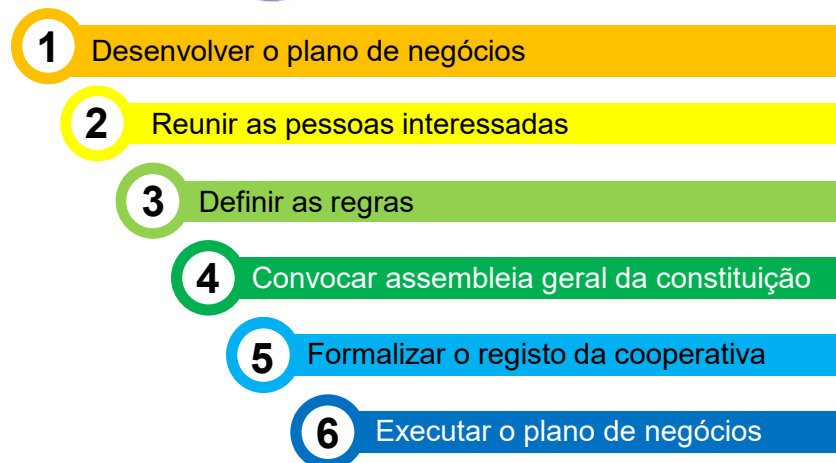 1 Desenvolver o plano de negócios
2 Reunir as pessoas interessadas
3 Definir as regras
4 Convocar assembleia geral da constituição
5 Formalizar o registo da cooperativa
6 Executar o plano de negócios